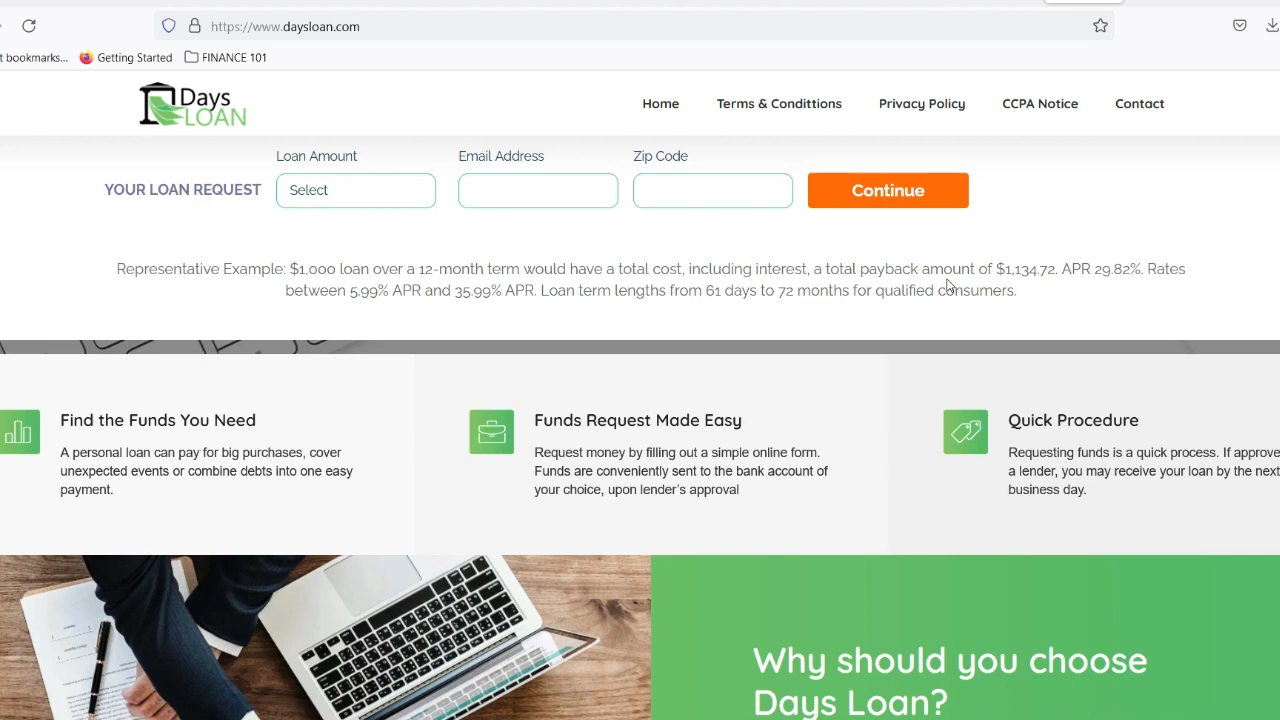 https://www.daysloan.com
t bookmarks...
Getting Started
FINANCE 101
Days
LOAN
Home
Terms & Condittions
Privacy Policy
CCPA Notice
Contact
Loan Amount
Email Address
Zip Code
YOUR LOAN REQUEST
Select
Continue
Representative Example: $1,000 loan over a 12-month term would have a total cost, including interest, a total payback amount of $1,134.72. APR 29.82%. Rates
between 5.99% APR and 35.99% APR. Loan term lengths from 61 days to 72 months for qualified consumers.
Find the Funds You Need
A personal loan can pay for big purchases, cover
unexpected events or combine debts into one easy
payment.
Funds Request Made Easy
Request money by filling out a simple online form.
Funds are conveniently sent to the bank account of
your choice, upon lender's approval
Quick Procedure
Requesting funds is a quick process. If approve
a lender, you may receive your loan by the next
business day.
Why should you choose
Days Loan?